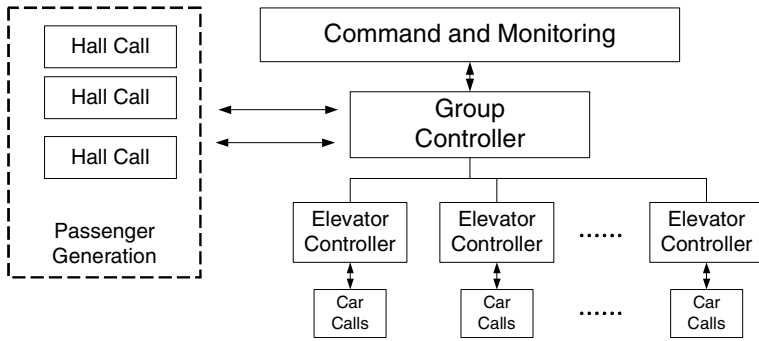 Hall Call
Hall Call
Hall Call
Passenger
Generation
Command and Monitoring
Group
Controller
Elevator
Controller
Elevator
Controller
......
Elevator
Controller
Car
Calls
Car
Calls
......
Car
Calls